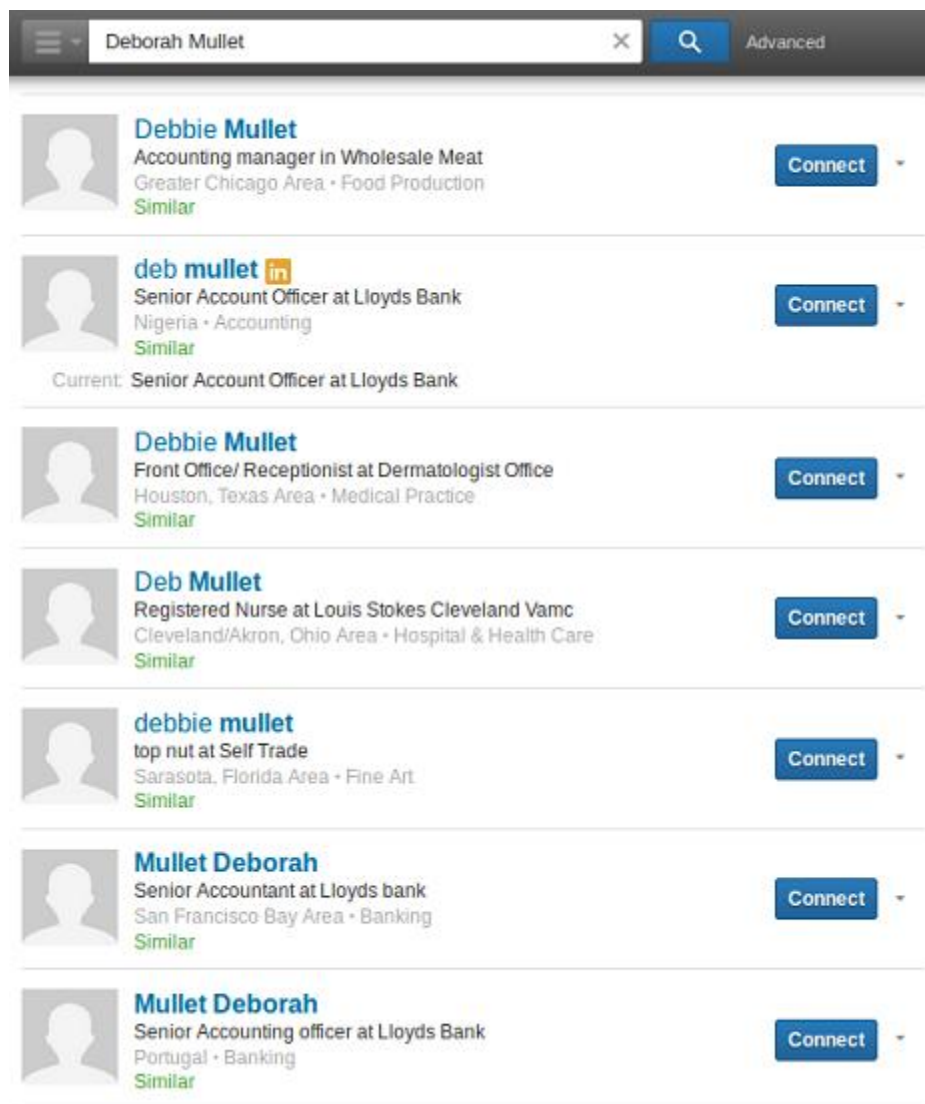 Deborah Mullet × Advanced
Debbie Mullet
Accounting manager in Wholesale Meat
Connect
Greater Chicago Area • Food Production
Similar
deb mullet in
Senior Account Officer at Lloyds Bank
Connect
Nigeria • Accounting
Similar
Current: Senior Account Officer at Lloyds Bank
Debbie Mullet
Front Office/ Receptionist at Dermatologist Office
Connect
Houston, Texas Area • Medical Practice
Similar
Deb Mullet
Registered Nurse at Louis Stokes Cleveland Vamc
Connect
Cleveland/Akron, Ohio Area • Hospital & Health Care
Similar
debbie mullet
top nut at Self Trade
Connect
Sarasota, Florida Area • Fine Art
Similar
Mullet Deborah
Senior Accountant at Lloyds bank
Connect
San Francisco Bay Area • Banking
Similar
Mullet Deborah
Senior Accounting officer at Lloyds Bank
Connect
Portugal • Banking
Similar